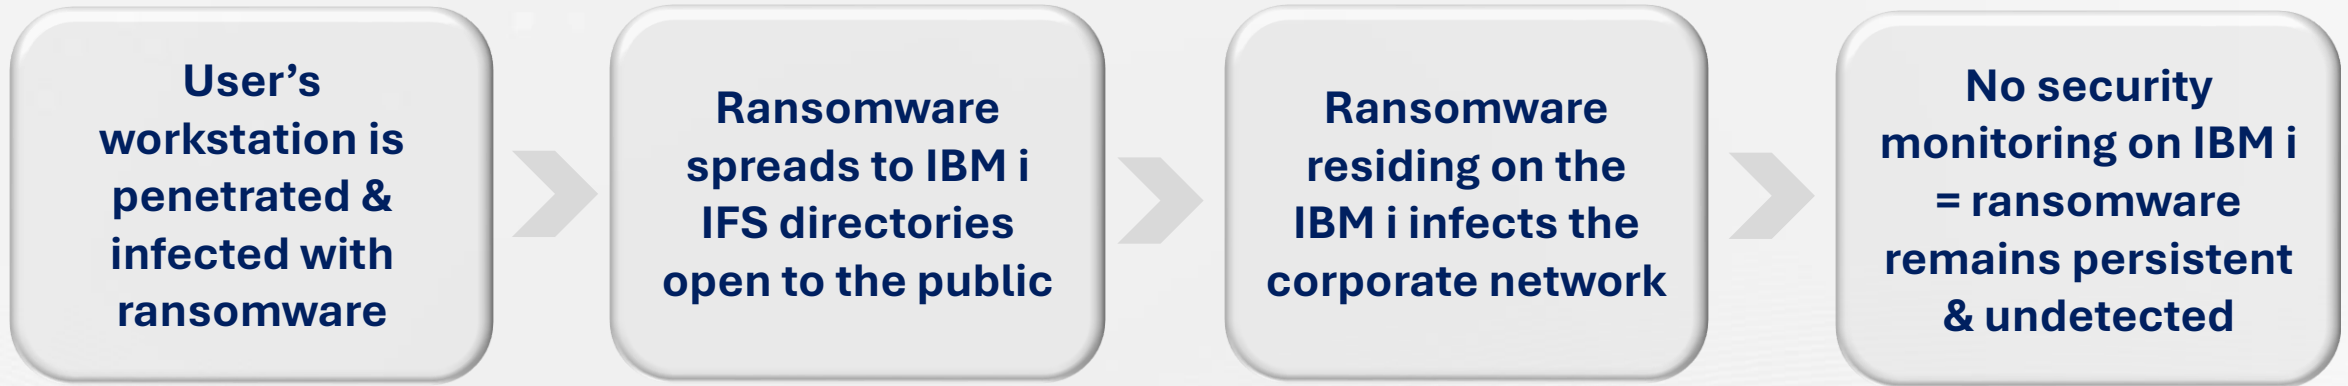 User’s
workstation is
penetrated &
infected with
ransomware
Ransomware
spreads to IBM i
IFS directories
open to the public
Ransomware
residing on the
IBM i infects the
corporate network
No security
monitoring on IBM i
= ransomware
remains persistent
& undetected